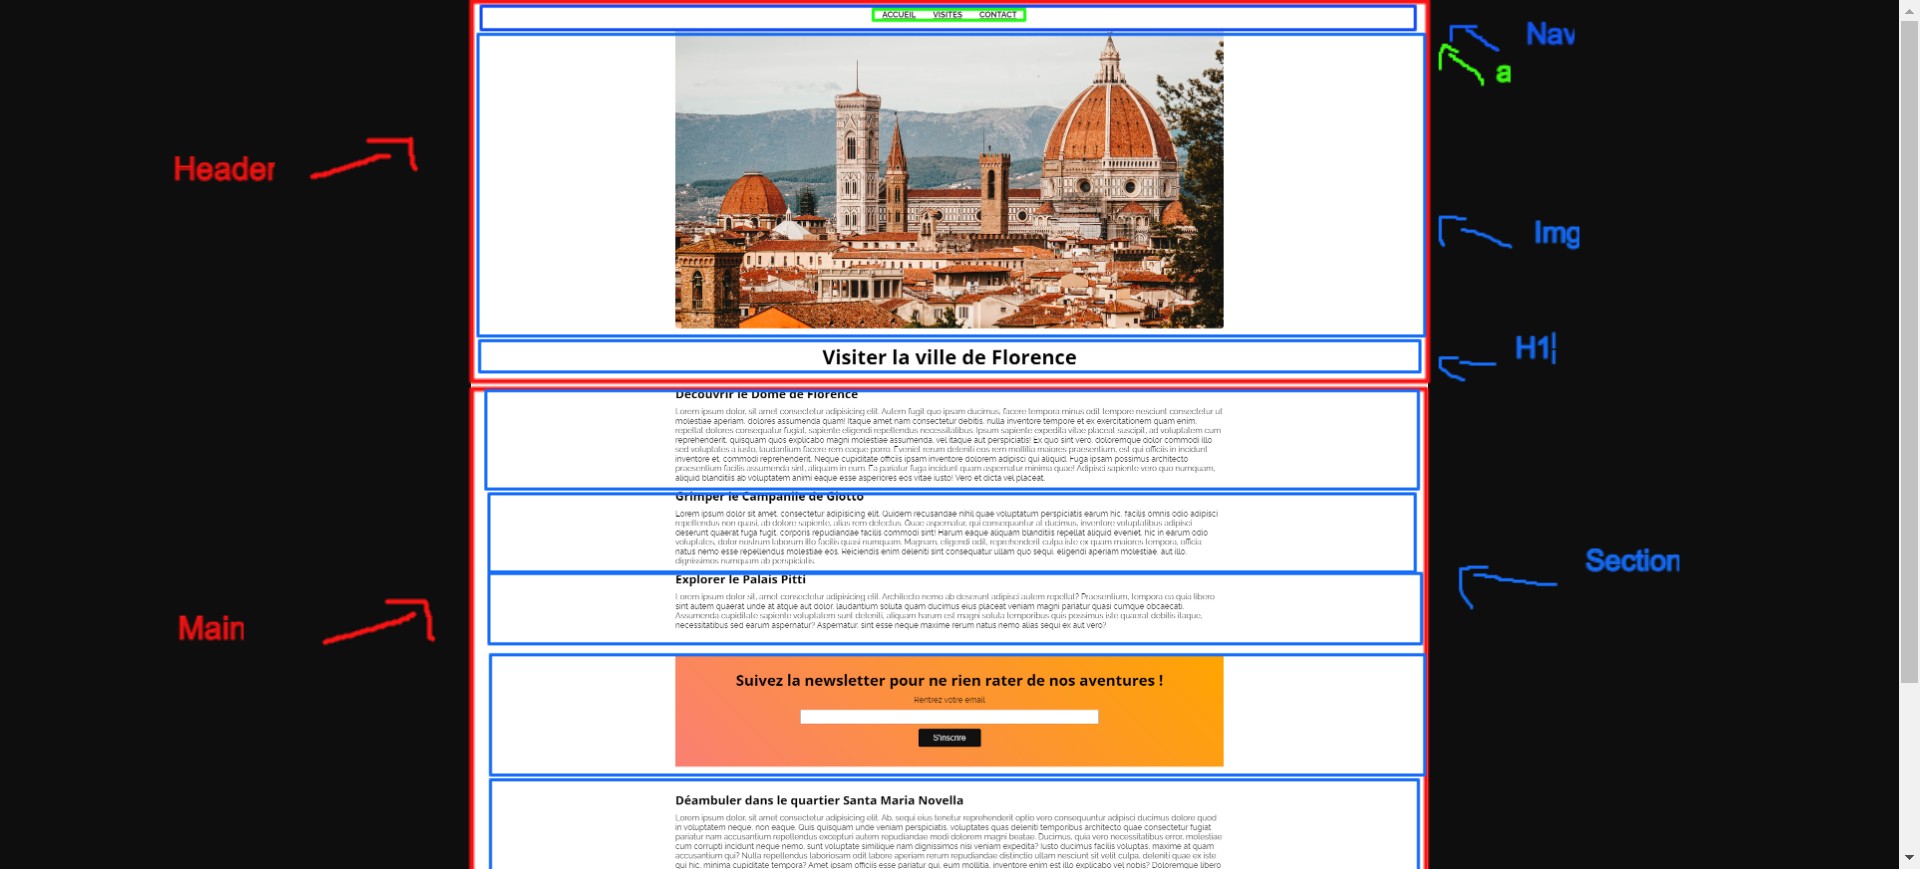 ACCUEIL VISITES CONTACT
Nav
a
Header
Img
H1
Visiter la ville de Florence
Découvrir le Dôme de Florence
Lorem ipsum dolor, sit amet consectetur adipisicing elit. Autem fugit quo ipsam ducimus, facere tempora minus odit tempore nesciunt consectetur ut
molestiae aperiam, dolores assumenda quam! Itaque amet nam consectetur debitis, nulla inventore tempore et ex exercitationem quam enim,
repellat dolores consequatur fugiat, sapiente eligendi repellendus necessitatibus. Ipsum sapiente expedita vitae placeat suscipit, ad voluptatem cum
reprehenderit, quisquam quos explicabo magni molestiae assumenda, vel itaque aut perspiciatis! Ex quo sint vero, doloremque dolor commodi illo
sed voluptates a iusto, laudantium facere rem eaque porro. Eveniet rerum deleniti eos rem mollitia maiores praesentium, est qui officiis in incidunt
inventore et, commodi reprehenderit. Neque cupiditate officiis ipsam inventore dolorem adipisci qui aliquid. Fuga ipsam possimus architecto
praesentium facilis assumenda sint, aliquam in eum. Ea pariatur fuga incidunt quam aspernatur minima quae! Adipisci sapiente vero quo numquam,
aliquid blanditiis ab voluptatem animi eaque esse asperiores eos vitae iusto! Vero et dicta vel placeat.
Grimper le Campanile de Giotto
Lorem ipsum dolor sit amet, consectetur adipisicing elit. Quidem recusandae nihil quae voluptatum perspiciatis earum hic, facilis omnis odio adipisci
repellendus non quasi, ab dolore sapiente, alias rem delectus. Quae aspernatur, qui consequuntur at ducimus, inventore voluptatibus adipisci
deserunt quaerat fuga fugit, corporis repudiandae facilis commodi sint! Harum eaque aliquam blanditiis repellat aliquid eveniet, hic in earum odio
voluptates, dolor nostrum laborum illo facilis quasi numquam. Magnam, eligendi odit, reprehenderit culpa iste ex quam maiores tempora, officia
natus nemo esse repellendus molestiae eos. Reiciendis enim deleniti sint consequatur ullam quo sequi, eligendi aperiam molestiae, aut illo,
dignissimos numquam ab perspiciatis.
Section
Explorer le Palais Pitti
Lorem ipsum dolor sit, amet consectetur adipisicing elit. Architecto nemo ab deserunt adipisci autem repellat? Praesentium, tempora ea quia libero
sint autem quaerat unde at atque aut dolor, laudantium soluta quam ducimus eius placeat veniam magni pariatur quasi cumque obcaecati.
Assumenda cupiditate sapiente voluptatem sunt deleniti, aliquam harum est magni soluta temporibus quis possimus iste quaerat debitis itaque,
necessitatibus sed earum aspernatur? Aspernatur, sint esse neque maxime rerum natus nemo alias sequi ex aut vero?
Main
Suivez la newsletter pour ne rien rater de nos aventures !
Rentrez votre email
S'inscrire
Déambuler dans le quartier Santa Maria Novella
Lorem ipsum dolor, sit amet consectetur adipisicing elit. Ab, sequi eius tenetur reprehenderit optio vero consequuntur adipisci ducimus dolore quod
in voluptatem neque, non eaque. Quis quisquam unde veniam perspiciatis, voluptates quas deleniti temporibus architecto quae consectetur fugiat
pariatur nam accusantium repellendus excepturi autem repudiandae modi dolorem magni beatae. Ducimus, quia vero necessitatibus error, molestiae
cum corrupti incidunt neque nemo, sunt voluptate similique nam dignissimos nisi veniam expedita? Iusto ducimus facilis voluptas, maxime at quam
accusantium qui? Nulla repellendus laboriosam odit labore aperiam rerum repudiandae distinctio ullam nesciunt sit velit culpa, deleniti quae ex iste
qui hic, minima cupiditate tempora? Amet ipsam officiis esse pariatur qui, eum mollitia, inventore enim est illo explicabo vel nobis? Doloremque libero